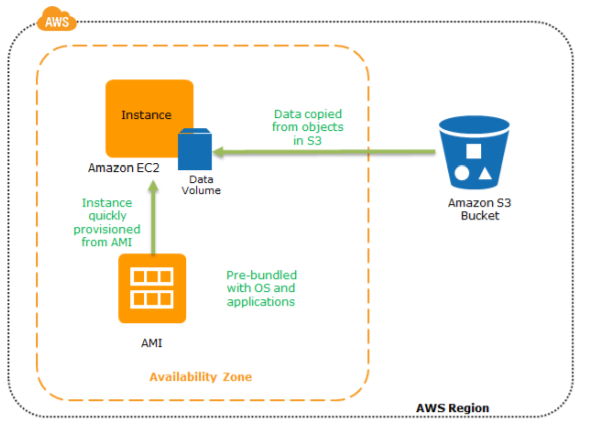 AWS
Instance
Amazon EC2
Data
Volume
Data copied
from objects
in S3
Amazon S3
Bucket
Instance
quickly
provisioned
from AMI
Pre-bundled
with OS and
applications
AMI
Availability Zone
AWS Region